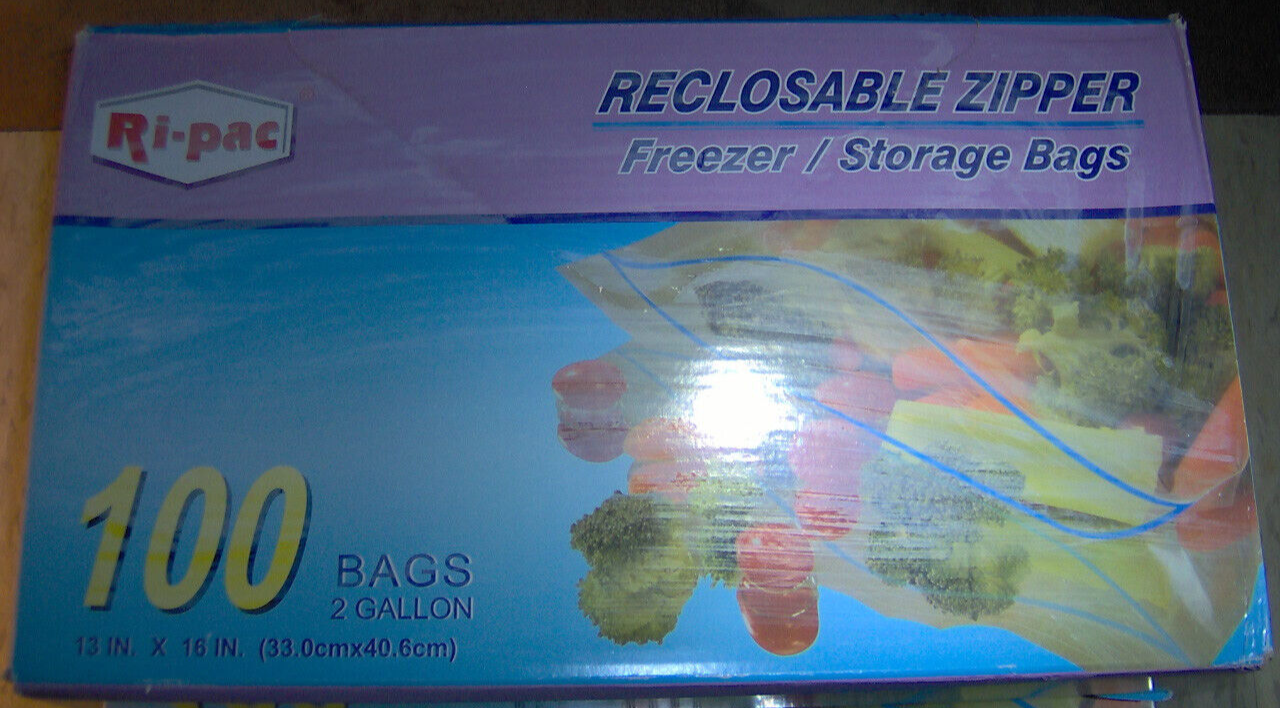 Ri-pac
RECLOSABLE ZIPPER
Freezer / Storage Bags
100
BAGS
2 GALLON
13 IN. X 16 IN. (33.0cmx40.6cm)